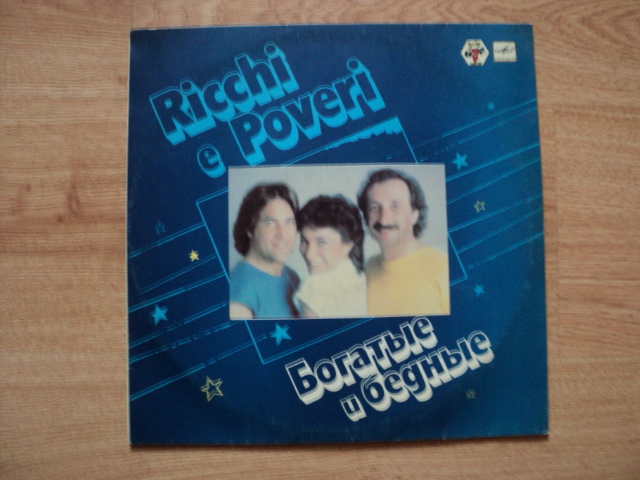 Ricchi
e Poveri
Богатые
и бедные